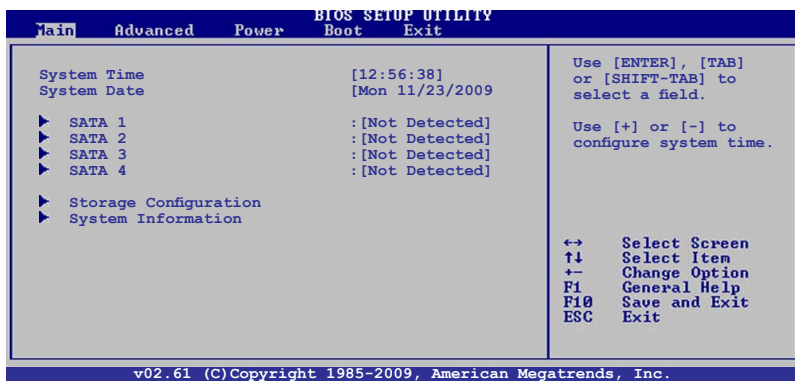 BIOS SETUP UTILITY
Main Advanced Power Boot Exit
System Time [12:56:38]
System Date [Mon 11/23/2009
SATA 1 :[Not Detected]
SATA 2 :[Not Detected]
SATA 3 :[Not Detected]
SATA 4 :[Not Detected]
Storage Configuration
System Information
Use [ENTER], [TAB]
or [SHIFT-TAB] to
select a field.
Use [+] or [-] to
configure system time.
←→ Select Screen
↑↓ Select Item
+- Change Option
F1 General Help
F10 Save and Exit
ESC Exit
v02.61 (C)Copyright 1985-2009, American Megatrends, Inc.